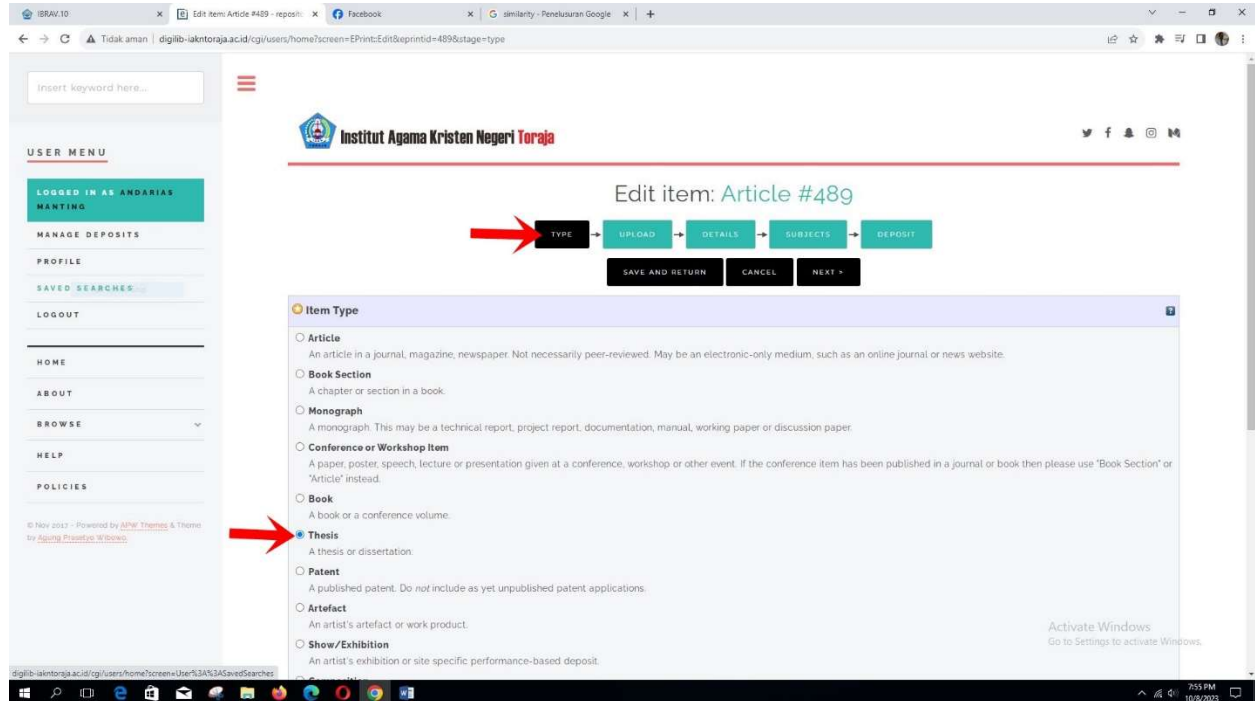 IBRAV.10
Edit item: Article #489 - reposito
Facebook
similarity - Penelusuran Google
Tidak aman
digilib-iakntoraja.ac.id/cgi/users/home?screen=EPrint::Edit&eprintid=489&stage=type
Insert keyword here...
Institut Agama Kristen Negeri Toraja
USER MENU
LOGGED IN AS ANDARIAS
MANTING
MANAGE DEPOSITS
PROFILE
SAVED SEARCHES
LOGOUT
HOME
ABOUT
BROWSE
HELP
POLICIES
© Nov 2017 - Powered by APW Themes & Theme
by Agung Prasetyo Wibowo.
Edit item: Article #489
TYPE
UPLOAD
DETAILS
SUBJECTS
DEPOSIT
SAVE AND RETURN
CANCEL
NEXT >
Item Type
Article
An article in a journal, magazine, newspaper. Not necessarily peer-reviewed. May be an electronic-only medium, such as an online journal or news website.
Book Section
A chapter or section in a book.
Monograph
A monograph. This may be a technical report, project report, documentation, manual, working paper or discussion paper.
Conference or Workshop Item
A paper, poster, speech, lecture or presentation given at a conference, workshop or other event. If the conference item has been published in a journal or book then please use "Book Section" or
"Article" instead.
Book
A book or a conference volume.
Thesis
A thesis or dissertation.
Patent
A published patent. Do not include as yet unpublished patent applications.
Artefact
An artist's artefact or work product.
Show/Exhibition
An artist's exhibition or site specific performance-based deposit.
Composition
Activate Windows
Go to Settings to activate Windows.
digilib-iakntoraja.ac.id/cgi/users/home?screen=User%3A%3ASavedSearches
7:55 PM
10/8/2023